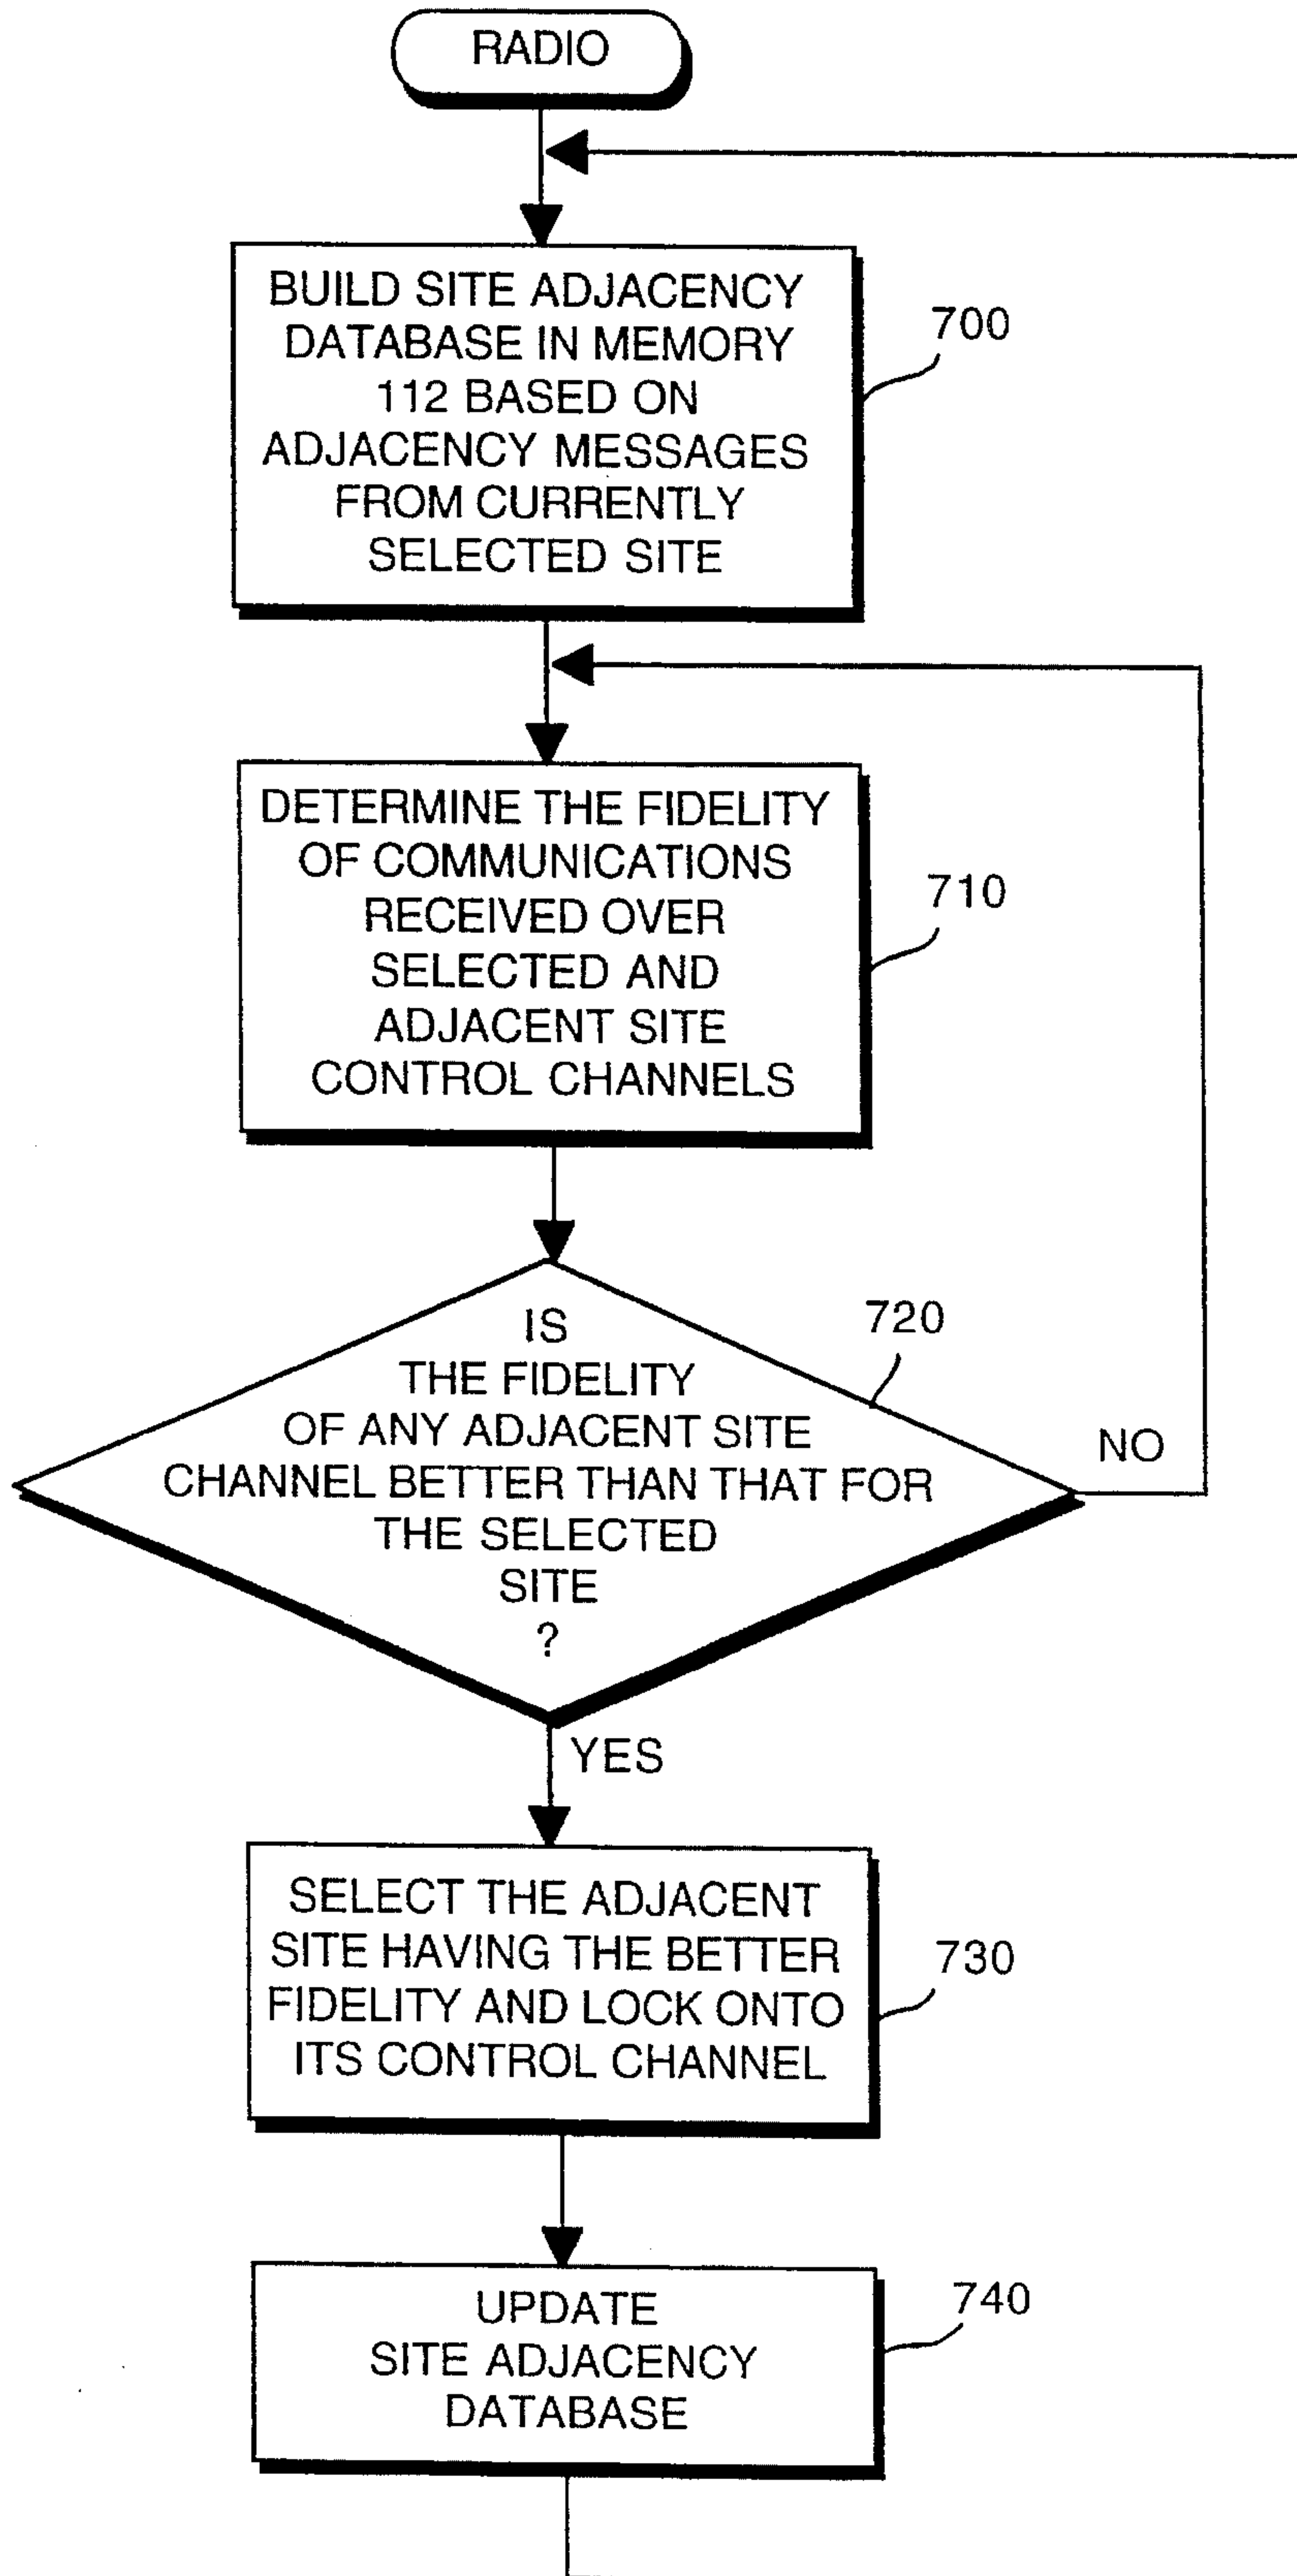 RADIO
BUILD SITE ADJACENCY
DATABASE IN MEMORY
112 BASED ON
ADJACENCY MESSAGES
FROM CURRENTLY
SELECTED SITE
700
DETERMINE THE FIDELITY
OF COMMUNICATIONS
RECEIVED OVER
SELECTED AND
ADJACENT SITE
CONTROL CHANNELS
710
IS
THE FIDELITY
OF ANY ADJACENT SITE
CHANNEL BETTER THAN THAT FOR
THE SELECTED
SITE
?
720
NO
YES
SELECT THE ADJACENT
SITE HAVING THE BETTER
FIDELITY AND LOCK ONTO
ITS CONTROL CHANNEL
730
UPDATE
SITE ADJACENCY
DATABASE
740